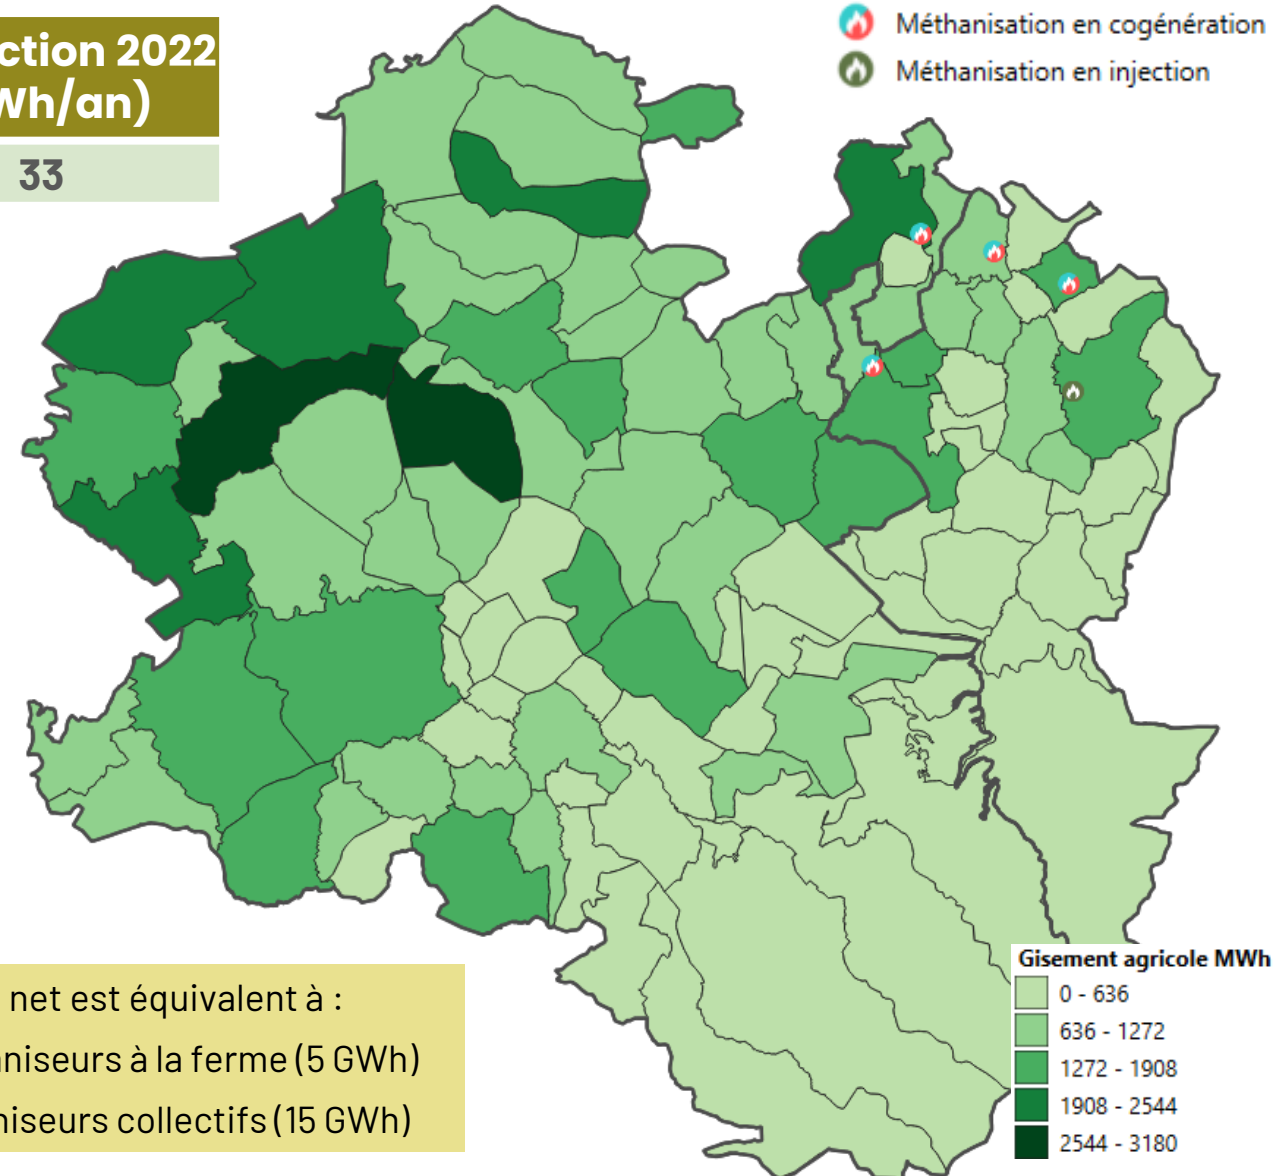 ction 2022
Wh/an)
33
Méthanisation en cogénération
Méthanisation en injection
net est équivalent à :
niseurs à la ferme (5 GWh)
niseurs collectifs (15 GWh)
Gisement agricole MWh
0 - 636
636 - 1272
1272 - 1908
1908 - 2544
2544 - 3180